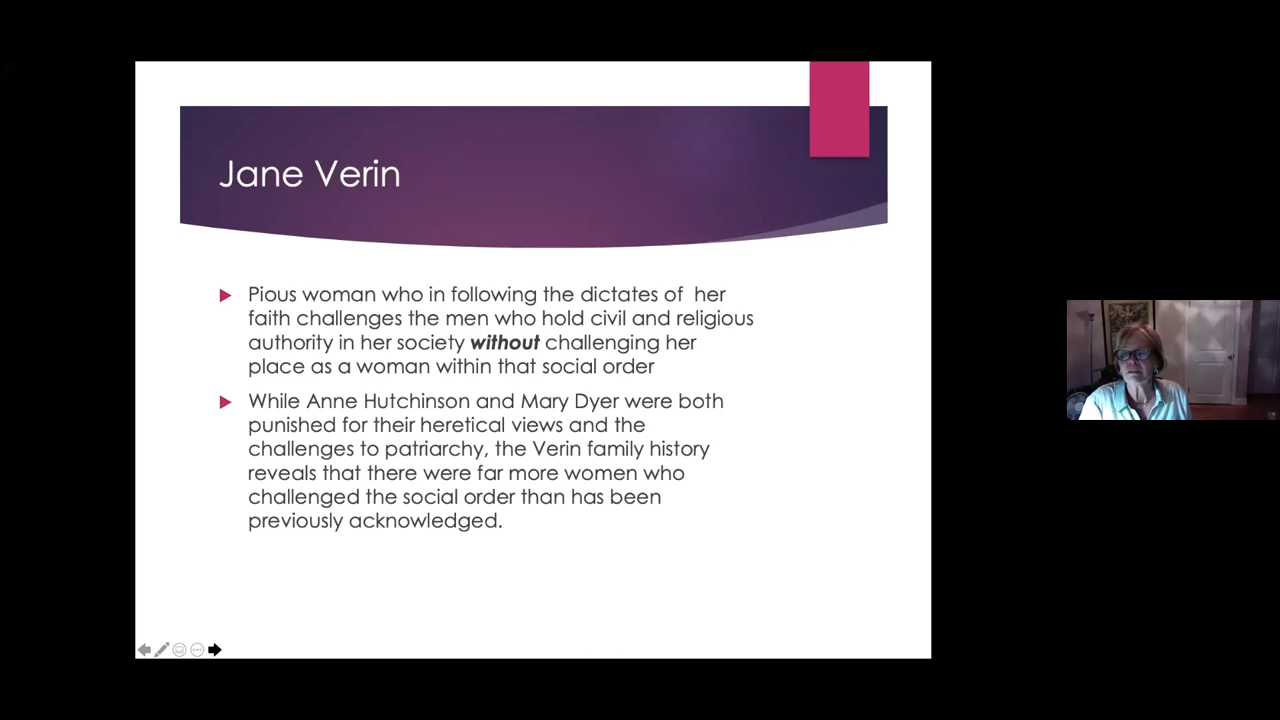 Jane Verin
Pious woman who in following the dictates of  her
faith challenges the men who hold civil and religious
authority in her society without challenging her
place as a woman within that social order
While Anne Hutchinson and Mary Dyer were both
punished for their heretical views and the
challenges to patriarchy, the Verin family history
reveals that there were far more women who
challenged the social order than has been
previously acknowledged.